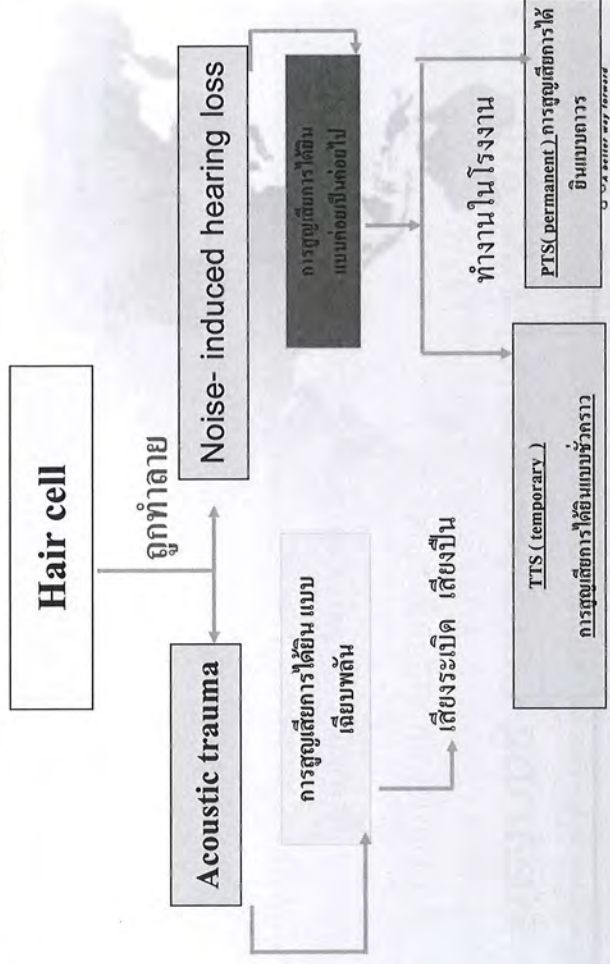 Hair cell
ถูกทำลาย
Acoustic trauma
Noise- induced hearing loss
การสูญเสียการได้ยิน แบบ
เฉียบพลัน
การสูญเสียการได้ยิน
แบบค่อยเป็นค่อยไป
เสียงระเบิด เสียงปืน
ทำงานในโรงงาน
TTS ( temporary )
การสูญเสียการได้ยินแบบชั่วคราว
PTS( permanent ) การสูญเสียการได้
ยินแบบถาวร